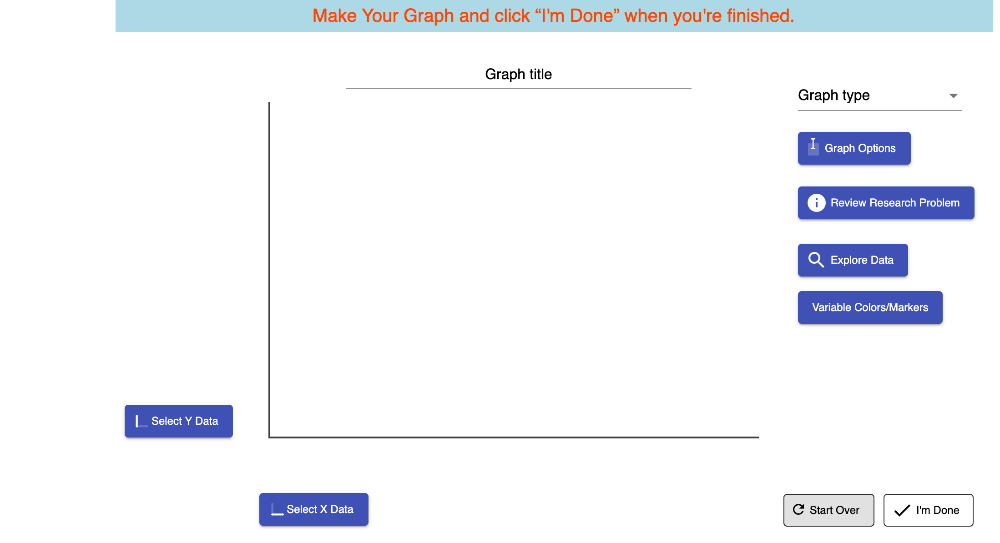 Make Your Graph and click “I'm Done” when you're finished.
Graph title
Graph type
Graph Options
Review Research Problem
Explore Data
Variable Colors/Markers
Select Y Data
Select X Data
Start Over
I'm Done